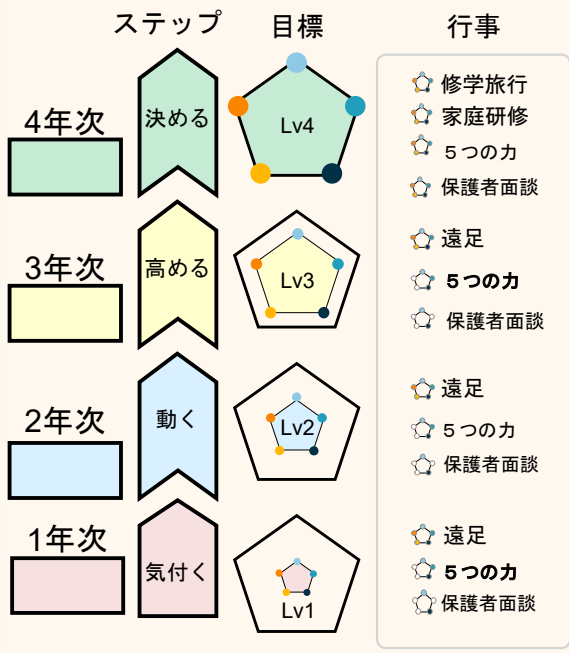 ステップ 目標 行事
4年次
決める
Lv4
修学旅行
家庭研修
５つの力
保護者面談
3年次
高める
Lv3
遠足
５つの力
保護者面談
2年次
動く
Lv2
遠足
５つの力
保護者面談
1年次
気付く
Lv1
遠足
５つの力
保護者面談